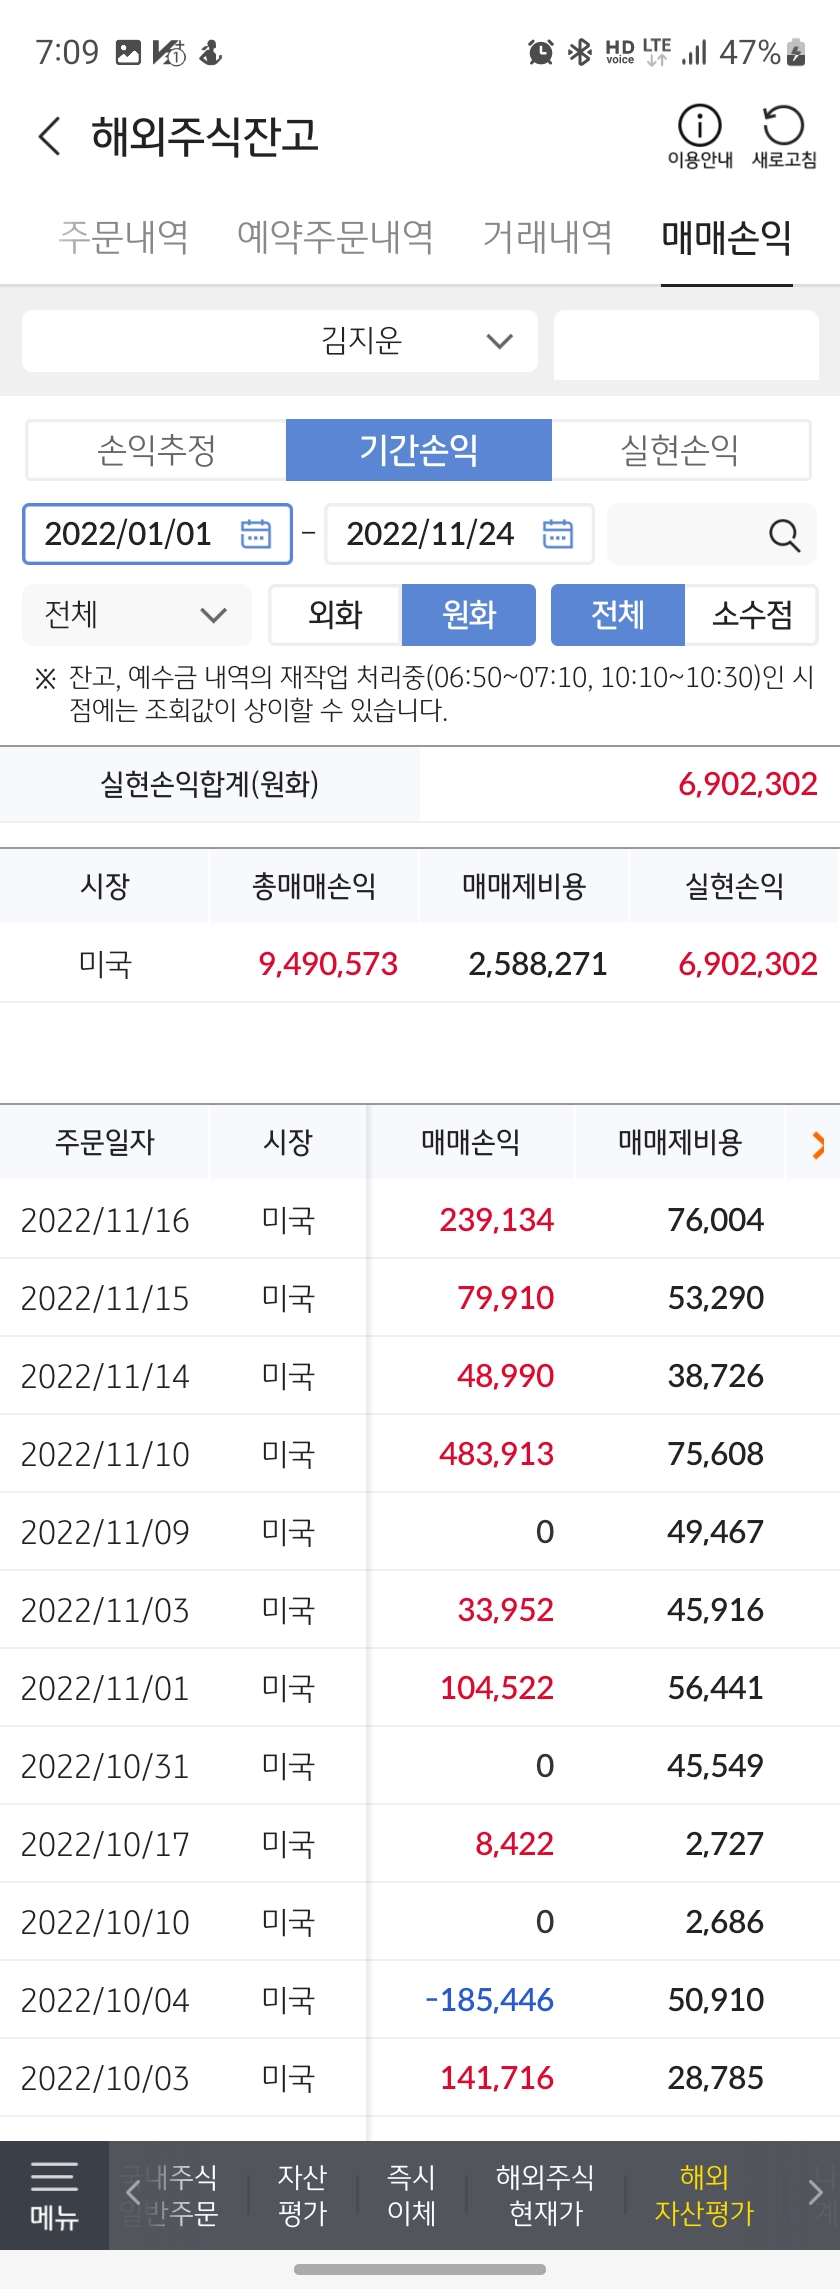 7:09 HD voice LTE 47%
해외주식잔고
이용안내 새로고침
주문내역 예약주문내역 거래내역 매매손익
김지운
손익추정 기간손익 실현손익
2022/01/01 - 2022/11/24
전체 외화 원화 전체 소수점
※ 잔고, 예수금 내역의 재작업 처리중(06:50~07:10, 10:10~10:30)인 시
점에는 조회값이 상이할 수 있습니다.
실현손익합계(원화) 6,902,302
시장 총매매손익 매매제비용 실현손익
미국 9,490,573 2,588,271 6,902,302
주문일자 시장 매매손익 매매제비용
2022/11/16 미국 239,134 76,004
2022/11/15 미국 79,910 53,290
2022/11/14 미국 48,990 38,726
2022/11/10 미국 483,913 75,608
2022/11/09 미국 0 49,467
2022/11/03 미국 33,952 45,916
2022/11/01 미국 104,522 56,441
2022/10/31 미국 0 45,549
2022/10/17 미국 8,422 2,727
2022/10/10 미국 0 2,686
2022/10/04 미국 -185,446 50,910
2022/10/03 미국 141,716 28,785
국내주식 자산 즉시 해외주식 해외
메뉴 일반주문 평가 이체 현재가 자산평가